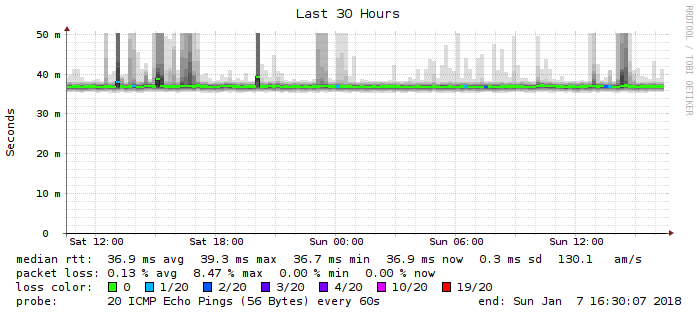 Last 30 Hours
RRDTOOL / TOBI OETIKER
Seconds
50 m
40 m
30 m
20 m
10 m
0
Sat 12:00 Sat 18:00 Sun 00:00 Sun 06:00 Sun 12:00
median rtt: 36.9 ms avg 39.3 ms max 36.7 ms min 36.9 ms now 0.3 ms sd 130.1 am/s
packet loss: 0.13 % avg 8.47 % max 0.00 % min 0.00 % now
loss color: 0 1/20 2/20 3/20 4/20 10/20 19/20
probe: 20 ICMP Echo Pings (56 Bytes) every 60s end: Sun Jan 7 16:30:07 2018